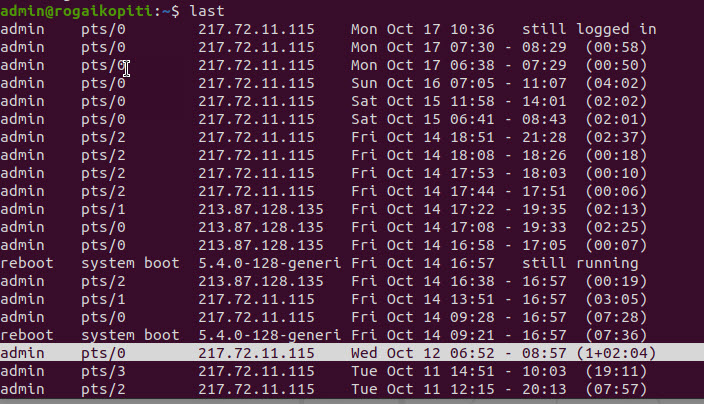 admin@rogaikopiti:~$ last
admin    pts/0        217.72.11.115    Mon Oct 17 10:36   still logged in
admin    pts/0        217.72.11.115    Mon Oct 17 07:30 - 08:29  (00:58)
admin    pts/0        217.72.11.115    Mon Oct 17 06:38 - 07:29  (00:50)
admin    pts/0        217.72.11.115    Sun Oct 16 07:05 - 11:07  (04:02)
admin    pts/0        217.72.11.115    Sat Oct 15 11:58 - 14:01  (02:02)
admin    pts/0        217.72.11.115    Sat Oct 15 06:41 - 08:43  (02:01)
admin    pts/2        217.72.11.115    Fri Oct 14 18:51 - 21:28  (02:37)
admin    pts/2        217.72.11.115    Fri Oct 14 18:08 - 18:26  (00:18)
admin    pts/2        217.72.11.115    Fri Oct 14 17:53 - 18:03  (00:10)
admin    pts/2        217.72.11.115    Fri Oct 14 17:44 - 17:51  (00:06)
admin    pts/1        213.87.128.135   Fri Oct 14 17:22 - 19:35  (02:13)
admin    pts/0        213.87.128.135   Fri Oct 14 17:08 - 19:33  (02:25)
admin    pts/0        213.87.128.135   Fri Oct 14 16:58 - 17:05  (00:07)
reboot   system boot  5.4.0-128-generi Fri Oct 14 16:57   still running
admin    pts/2        213.87.128.135   Fri Oct 14 16:38 - 16:57  (00:19)
admin    pts/1        217.72.11.115    Fri Oct 14 13:51 - 16:57  (03:05)
admin    pts/0        217.72.11.115    Fri Oct 14 09:28 - 16:57  (07:28)
reboot   system boot  5.4.0-128-generi Fri Oct 14 09:21 - 16:57  (07:36)
admin    pts/0        217.72.11.115    Wed Oct 12 06:52 - 08:57 (1+02:04)
admin    pts/3        217.72.11.115    Tue Oct 11 14:51 - 10:03  (19:11)
admin    pts/2        217.72.11.115    Tue Oct 11 12:15 - 20:13  (07:57)